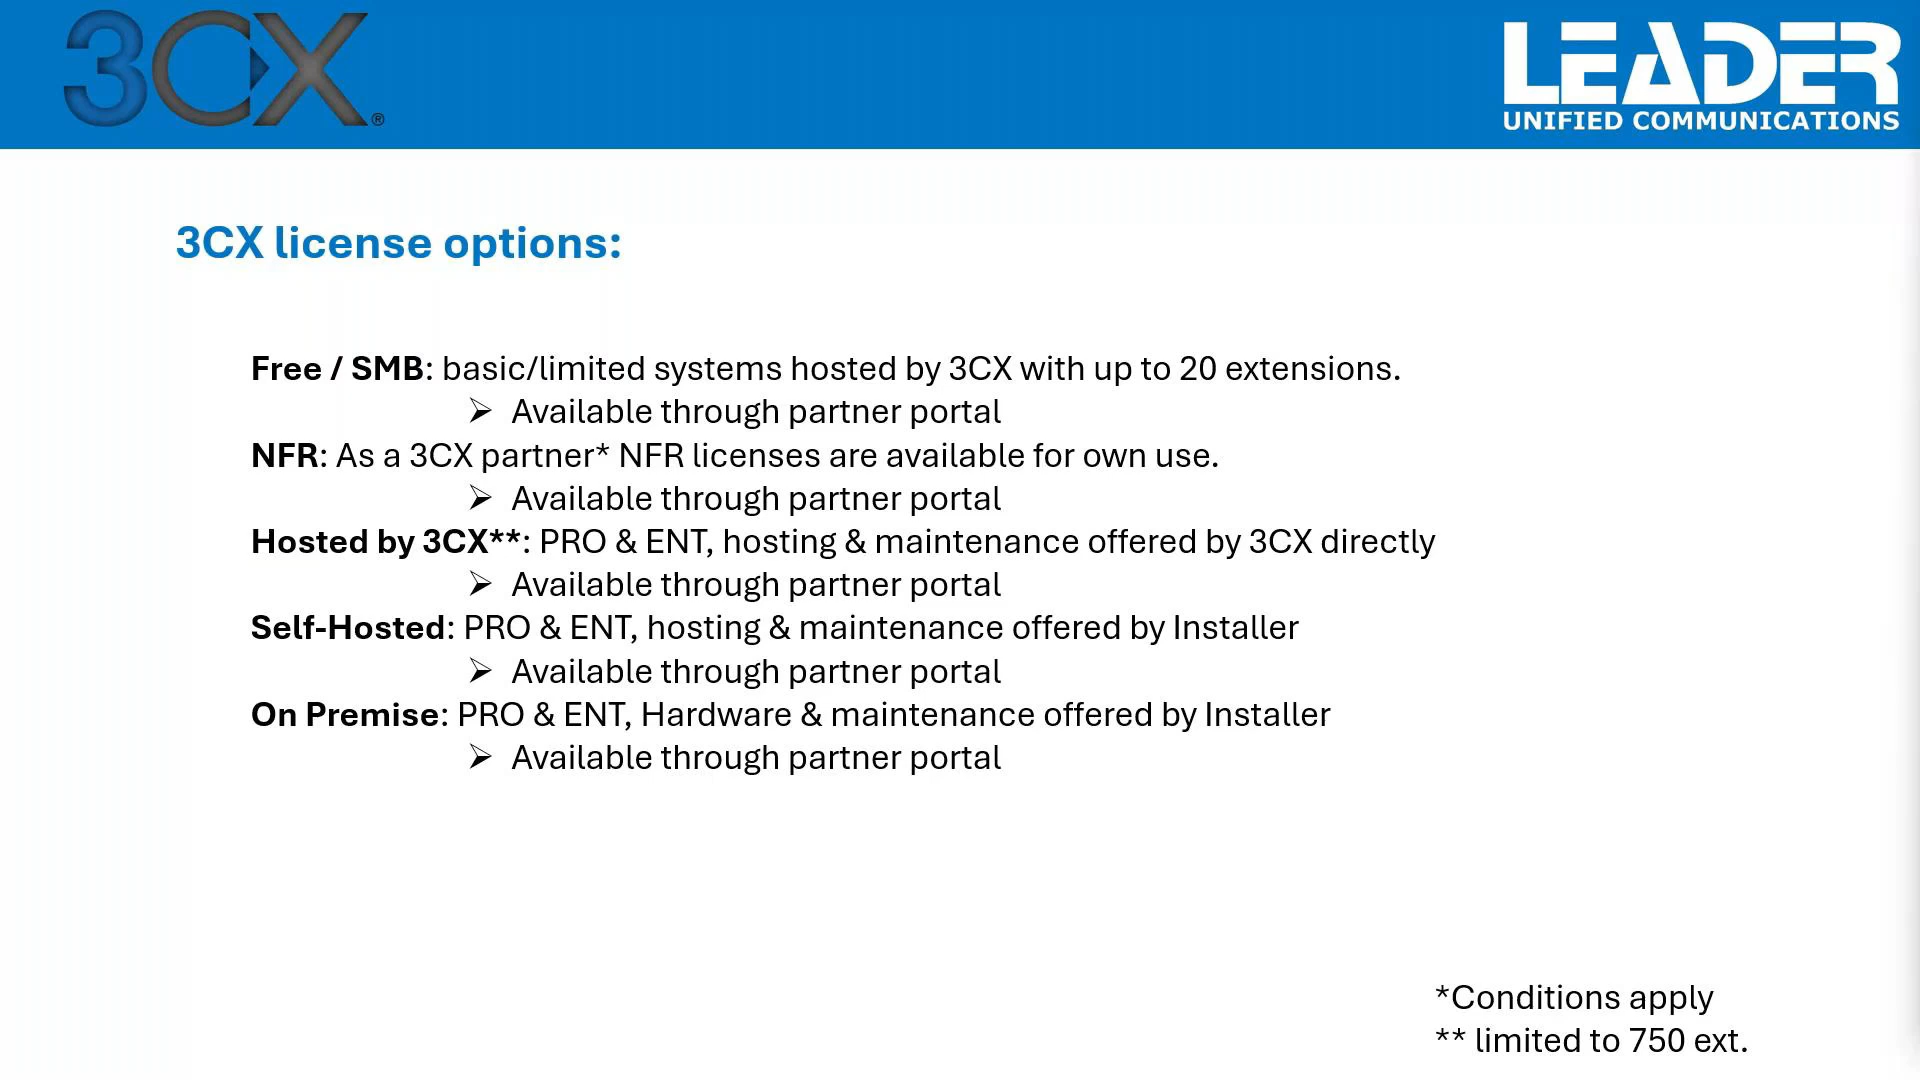 3CX®
LEADER
UNIFIED COMMUNICATIONS
3CX license options:
Free / SMB: basic/limited systems hosted by 3CX with up to 20 extensions.
➢ Available through partner portal
NFR: As a 3CX partner* NFR licenses are available for own use.
➢ Available through partner portal
Hosted by 3CX**: PRO & ENT, hosting & maintenance offered by 3CX directly
➢ Available through partner portal
Self-Hosted: PRO & ENT, hosting & maintenance offered by Installer
➢ Available through partner portal
On Premise: PRO & ENT, Hardware & maintenance offered by Installer
➢ Available through partner portal
*Conditions apply
** limited to 750 ext.